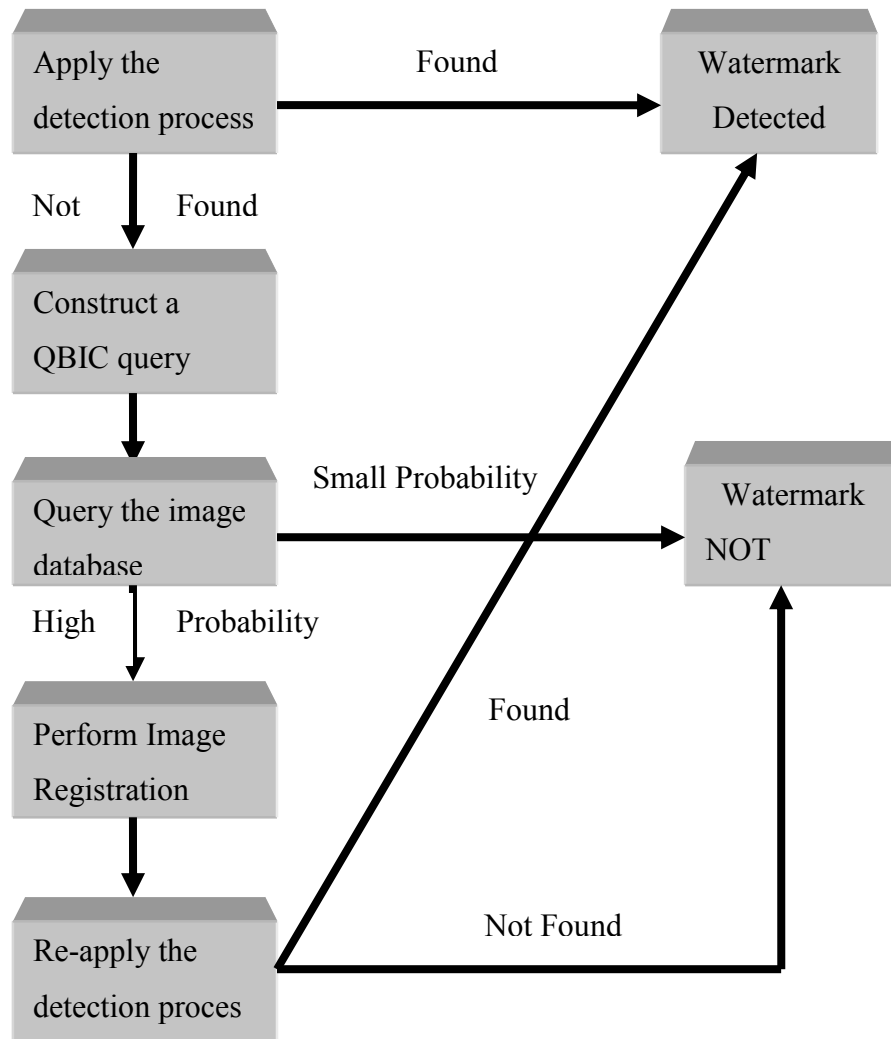 Apply the
detection process
Found
Watermark
Detected
Not Found
Construct a
QBIC query
Query the image
database
Small Probability
Watermark
NOT
High Probability
Perform Image
Registration
Found
Re-apply the
detection proces
Not Found